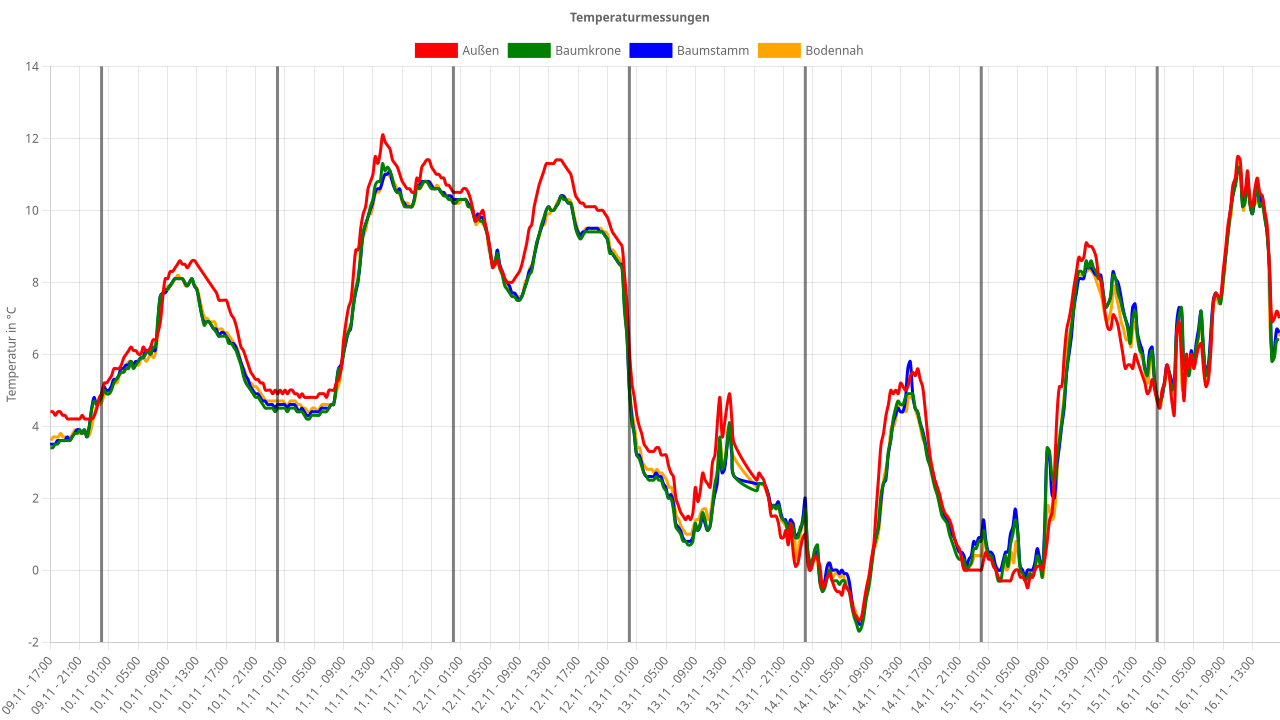 Temperaturmessungen
Außen Baumkrone Baumstamm Bodennah
Temperatur in °C
14
12
10
8
6
4
2
0
-2
09.11 - 17:00
09.11 - 21:00
10.11 - 01:00
10.11 - 05:00
10.11 - 09:00
10.11 - 13:00
10.11 - 17:00
10.11 - 21:00
11.11 - 01:00
11.11 - 05:00
11.11 - 09:00
11.11 - 13:00
11.11 - 17:00
11.11 - 21:00
12.11 - 01:00
12.11 - 05:00
12.11 - 09:00
12.11 - 13:00
12.11 - 17:00
12.11 - 21:00
13.11 - 01:00
13.11 - 05:00
13.11 - 09:00
13.11 - 13:00
13.11 - 17:00
13.11 - 21:00
14.11 - 01:00
14.11 - 05:00
14.11 - 09:00
14.11 - 13:00
14.11 - 17:00
14.11 - 21:00
15.11 - 01:00
15.11 - 05:00
15.11 - 09:00
15.11 - 13:00
15.11 - 17:00
15.11 - 21:00
16.11 - 01:00
16.11 - 05:00
16.11 - 09:00
16.11 - 13:00